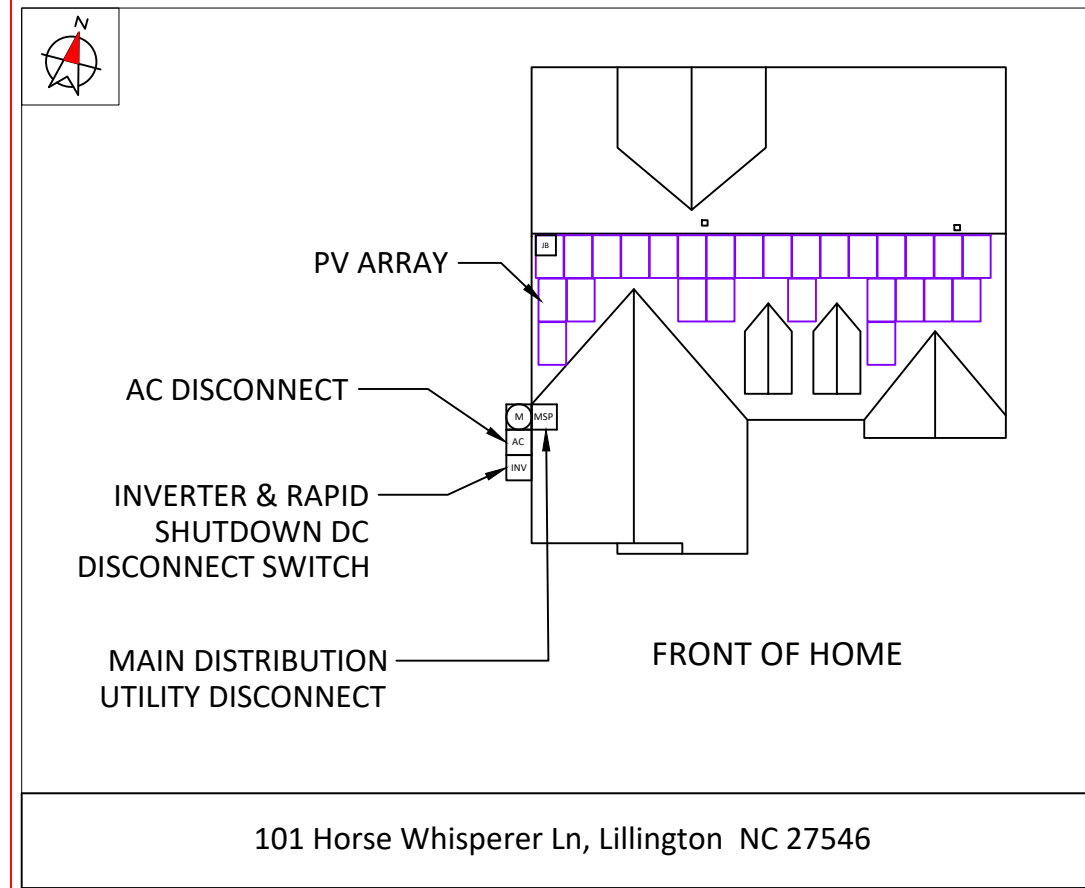 N
JB
PV ARRAY
AC DISCONNECT
M
MSP
AC
INV
INVERTER & RAPID
SHUTDOWN DC
DISCONNECT SWITCH
MAIN DISTRIBUTION
UTILITY DISCONNECT
FRONT OF HOME
101 Horse Whisperer Ln, Lillington  NC 27546